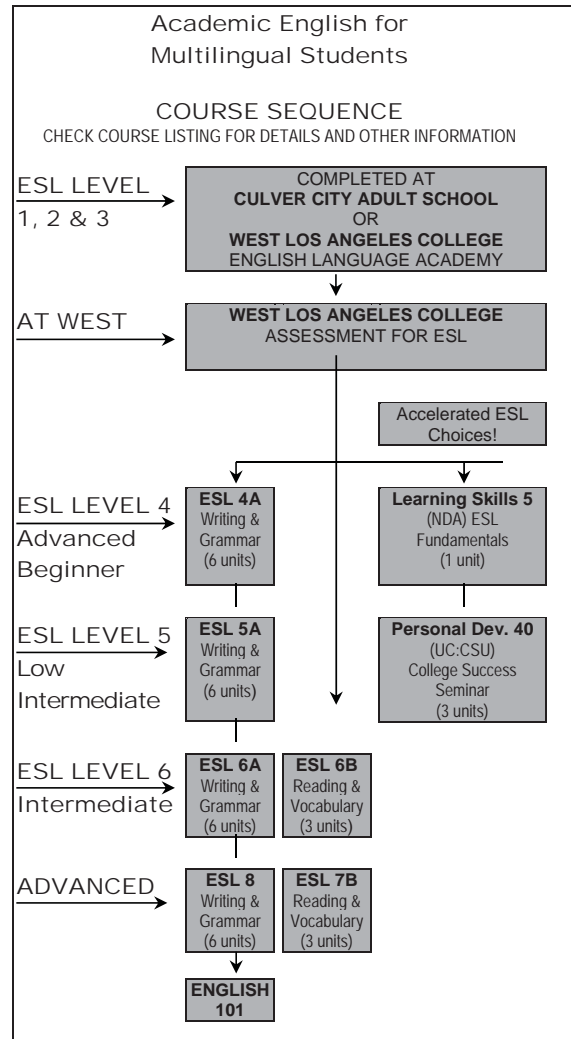 Academic English for
Multilingual Students
COURSE SEQUENCE
CHECK COURSE LISTING FOR DETAILS AND OTHER INFORMATION
ESL LEVEL
1, 2 & 3
COMPLETED AT
CULVER CITY ADULT SCHOOL
OR
WEST LOS ANGELES COLLEGE
ENGLISH LANGUAGE ACADEMY
AT WEST
WEST LOS ANGELES COLLEGE
ASSESSMENT FOR ESL
Accelerated ESL
Choices!
ESL LEVEL 4
Advanced
Beginner
ESL 4A
Writing &
Grammar
(6 units)
Learning Skills 5
(NDA) ESL
Fundamentals
(1 unit)
ESL LEVEL 5
Low
Intermediate
ESL 5A
Writing &
Grammar
(6 units)
Personal Dev. 40
(UC:CSU)
College Success
Seminar
(3 units)
ESL LEVEL 6
Intermediate
ESL 6A
Writing &
Grammar
(6 units)
ESL 6B
Reading &
Vocabulary
(3 units)
ADVANCED
ESL 8
Writing &
Grammar
(6 units)
ESL 7B
Reading &
Vocabulary
(3 units)
ENGLISH
101